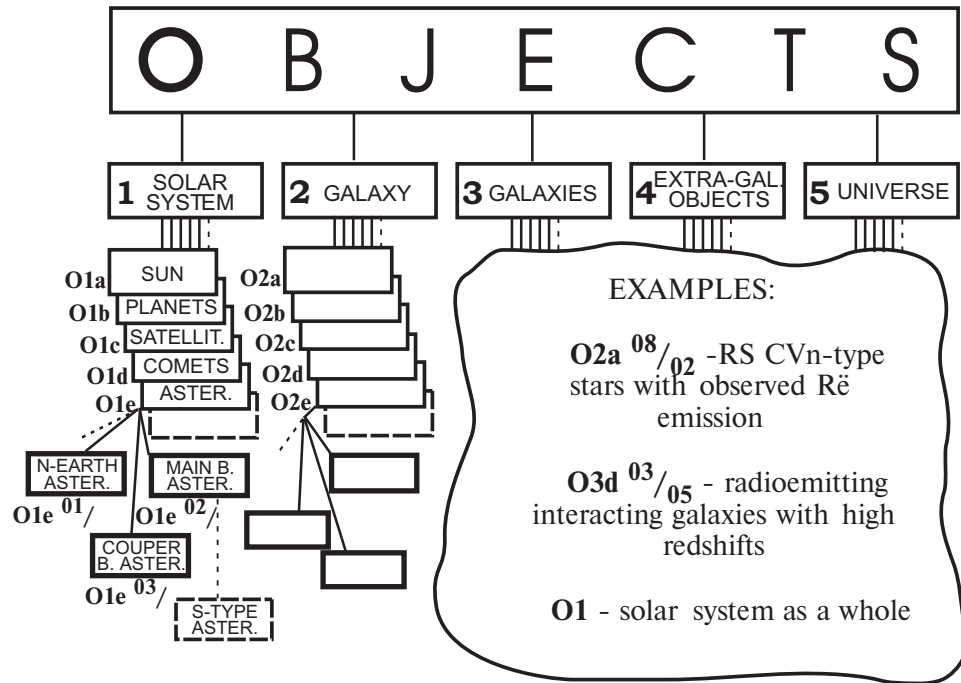 OBJECTS
1 SOLAR
SYSTEM
2 GALAXY
3 GALAXIES
4 EXTRA-GAL.
OBJECTS
5 UNIVERSE
O1a
SUN
O1b
PLANETS
O1c
SATELLIT.
O1d
COMETS
O1e
ASTER.
N-EARTH
ASTER.
O1e 01/
MAIN B.
ASTER.
O1e 02/
COUPER
B. ASTER.
O1e 03/
S-TYPE
ASTER.
O2a
O2b
O2c
O2d
O2e
EXAMPLES:
O2a 08/02 -RS CVn-type
stars with observed Rë
emission
O3d 03/05 - radioemitting
interacting galaxies with high
redshifts
O1 - solar system as a whole